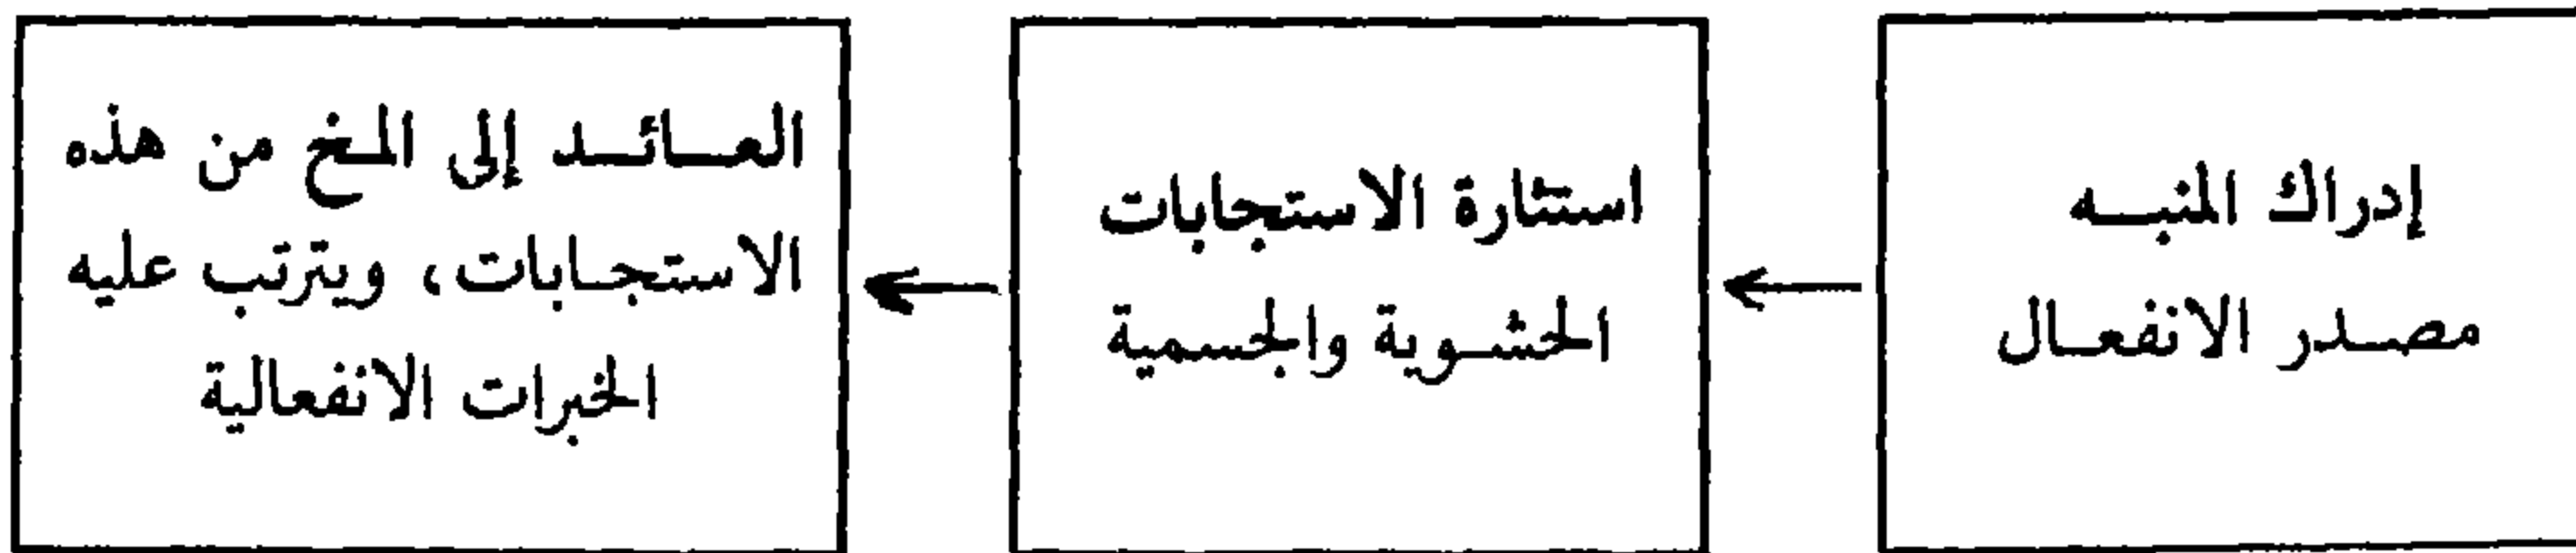 إدراك المنبه
مصدر الانفعال
استثارة الاستجابات
الحشوية والجسمية
العائد إلى المخ من هذه
الاستجابات، ويترتب عليه
الخبرات الانفعالية